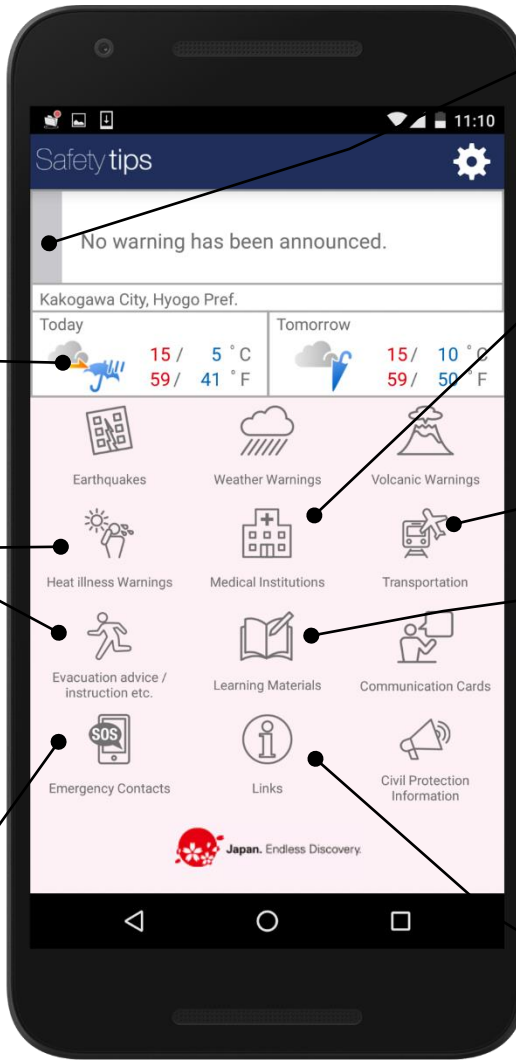 11:10
Safety tips
No warning has been announced.
Kakogawa City, Hyogo Pref.
Today
15 / 5 °C
59 / 41 °F
Tomorrow
15 / 10 °C
59 / 50 °F
Earthquakes
Weather Warnings
Volcanic Warnings
Heat illness Warnings
Medical Institutions
Transportation
Evacuation advice /
instruction etc.
Learning Materials
Communication Cards
SOS
Emergency Contacts
Links
Civil Protection
Information
Japan. Endless Discovery.